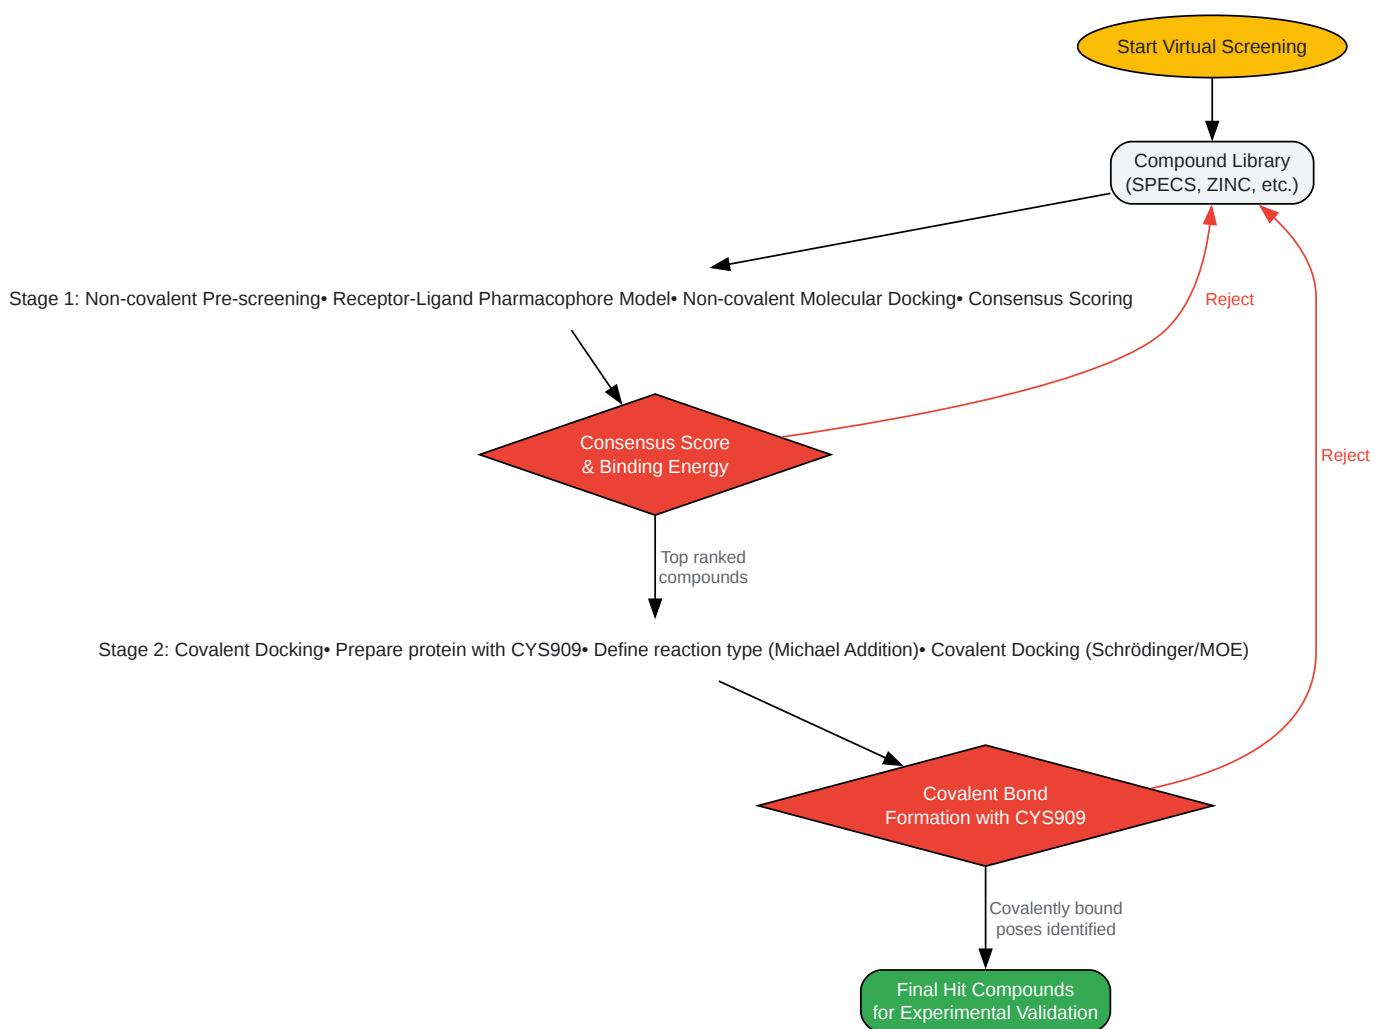 Start Virtual Screening
Compound Library
(SPECS, ZINC, etc.)
Stage 1: Non-covalent Pre-screening• Receptor-Ligand Pharmacophore Model• Non-covalent Molecular Docking• Consensus Scoring
Reject
Consensus Score
& Binding Energy
Reject
Top ranked
compounds
Stage 2: Covalent Docking• Prepare protein with CYS909• Define reaction type (Michael Addition)• Covalent Docking (Schrödinger/MOE)
Covalent Bond
Formation with CYS909
Covalently bound
poses identified
Final Hit Compounds
for Experimental Validation